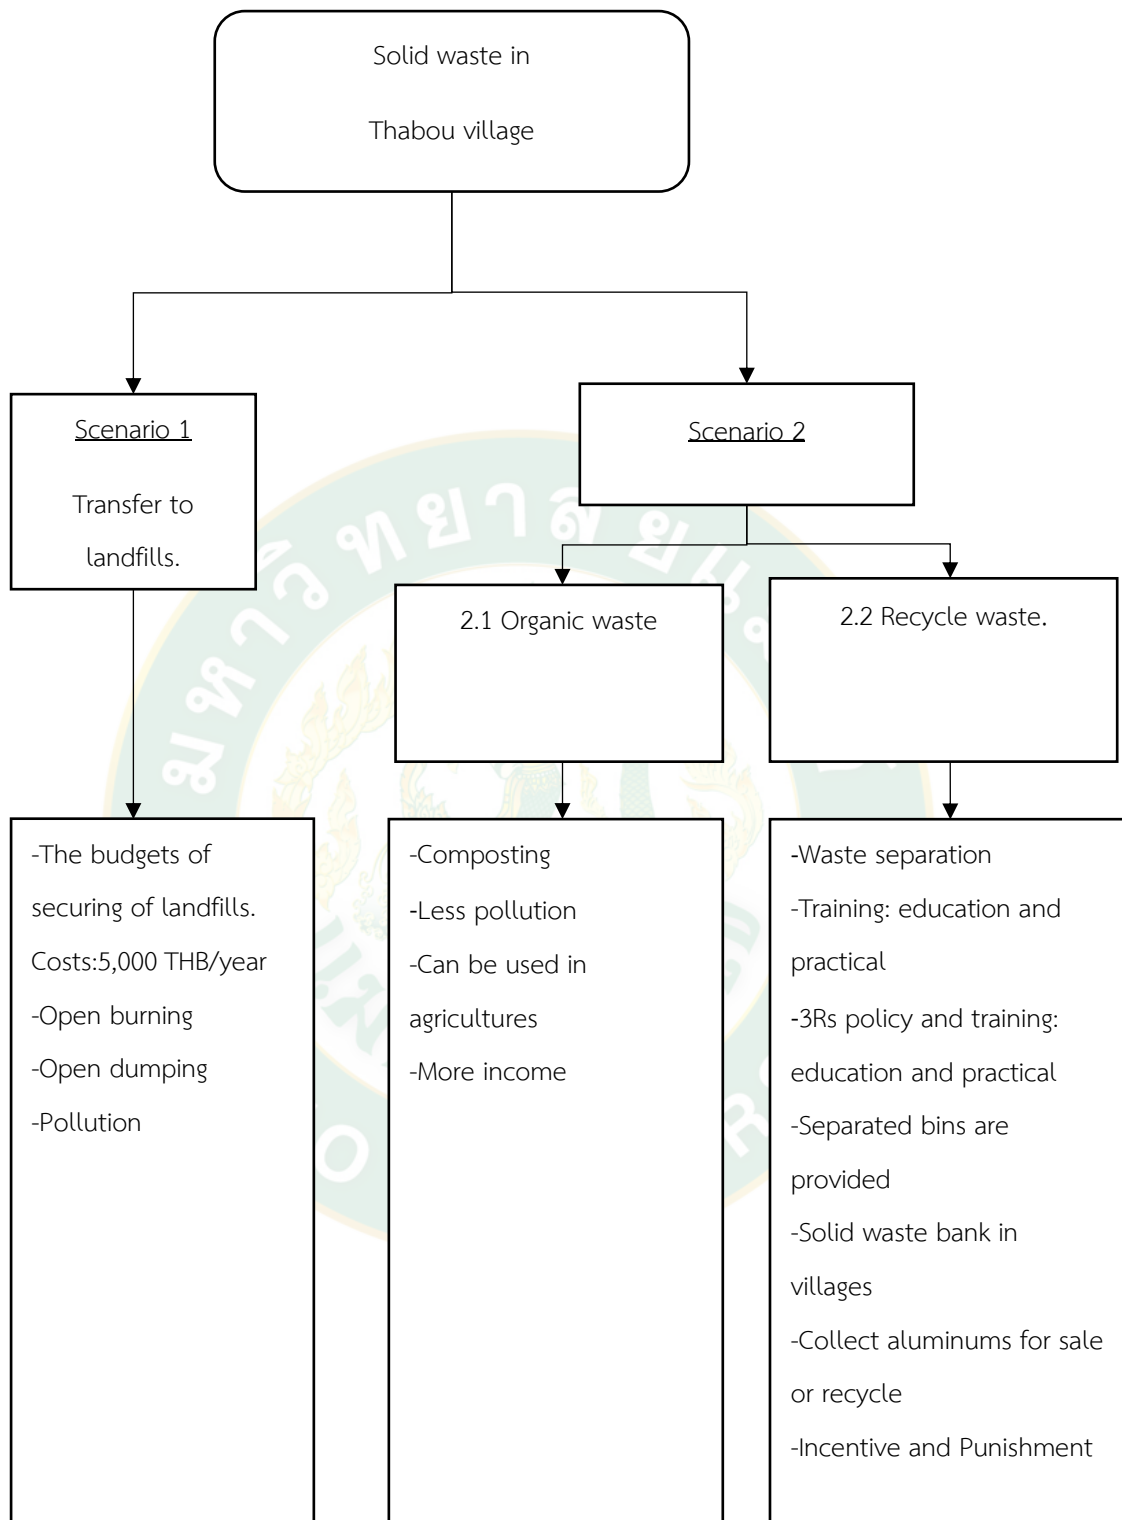 Solid waste in
Thabou village
Scenario 1
Transfer to
landfills.
Scenario 2
2.1 Organic waste
2.2 Recycle waste.
-The budgets of
securing of landfills.
Costs:5,000 THB/year
-Open burning
-Open dumping
-Pollution
-Composting
-Less pollution
-Can be used in
agricultures
-More income
-Waste separation
-Training: education and
practical
-3Rs policy and training:
education and practical
-Separated bins are
provided
-Solid waste bank in
villages
-Collect aluminums for sale
or recycle
-Incentive and Punishment